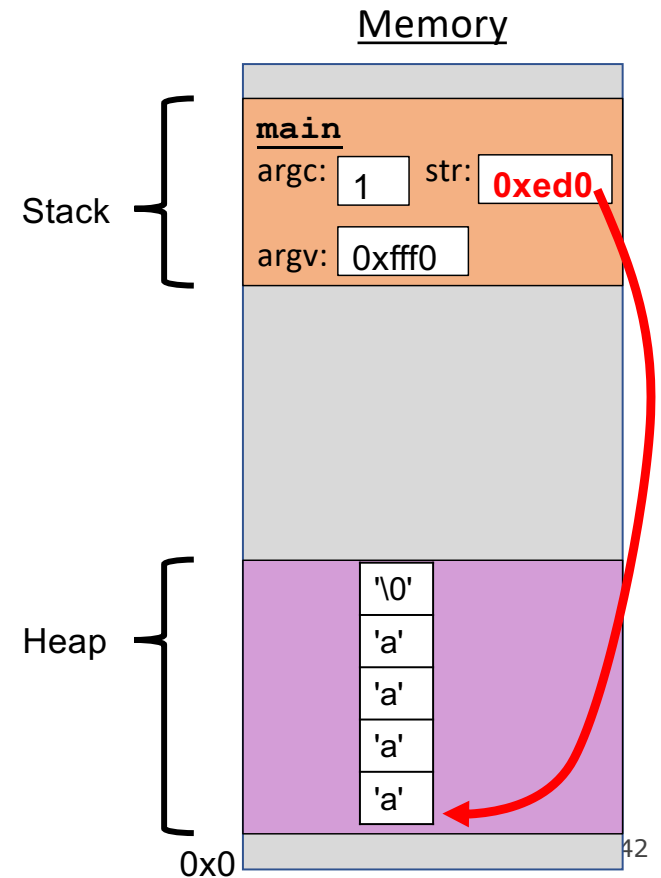 Memory
main
argc: 1 str: 0xed0
Stack
argv: 0xfff0
'\0'
'a'
Heap
'a'
'a'
'a'
42
0x0